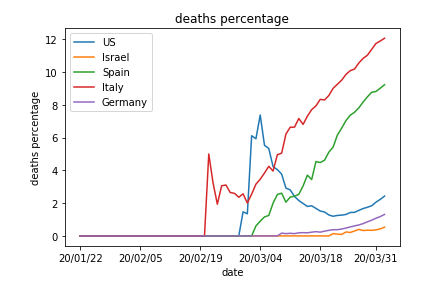 deaths percentage
US
Israel
Spain
Italy
Germany
deaths percentage
12
10
8
6
4
2
0
20/01/22 20/02/05 20/02/19 20/03/04 20/03/18 20/03/31
date